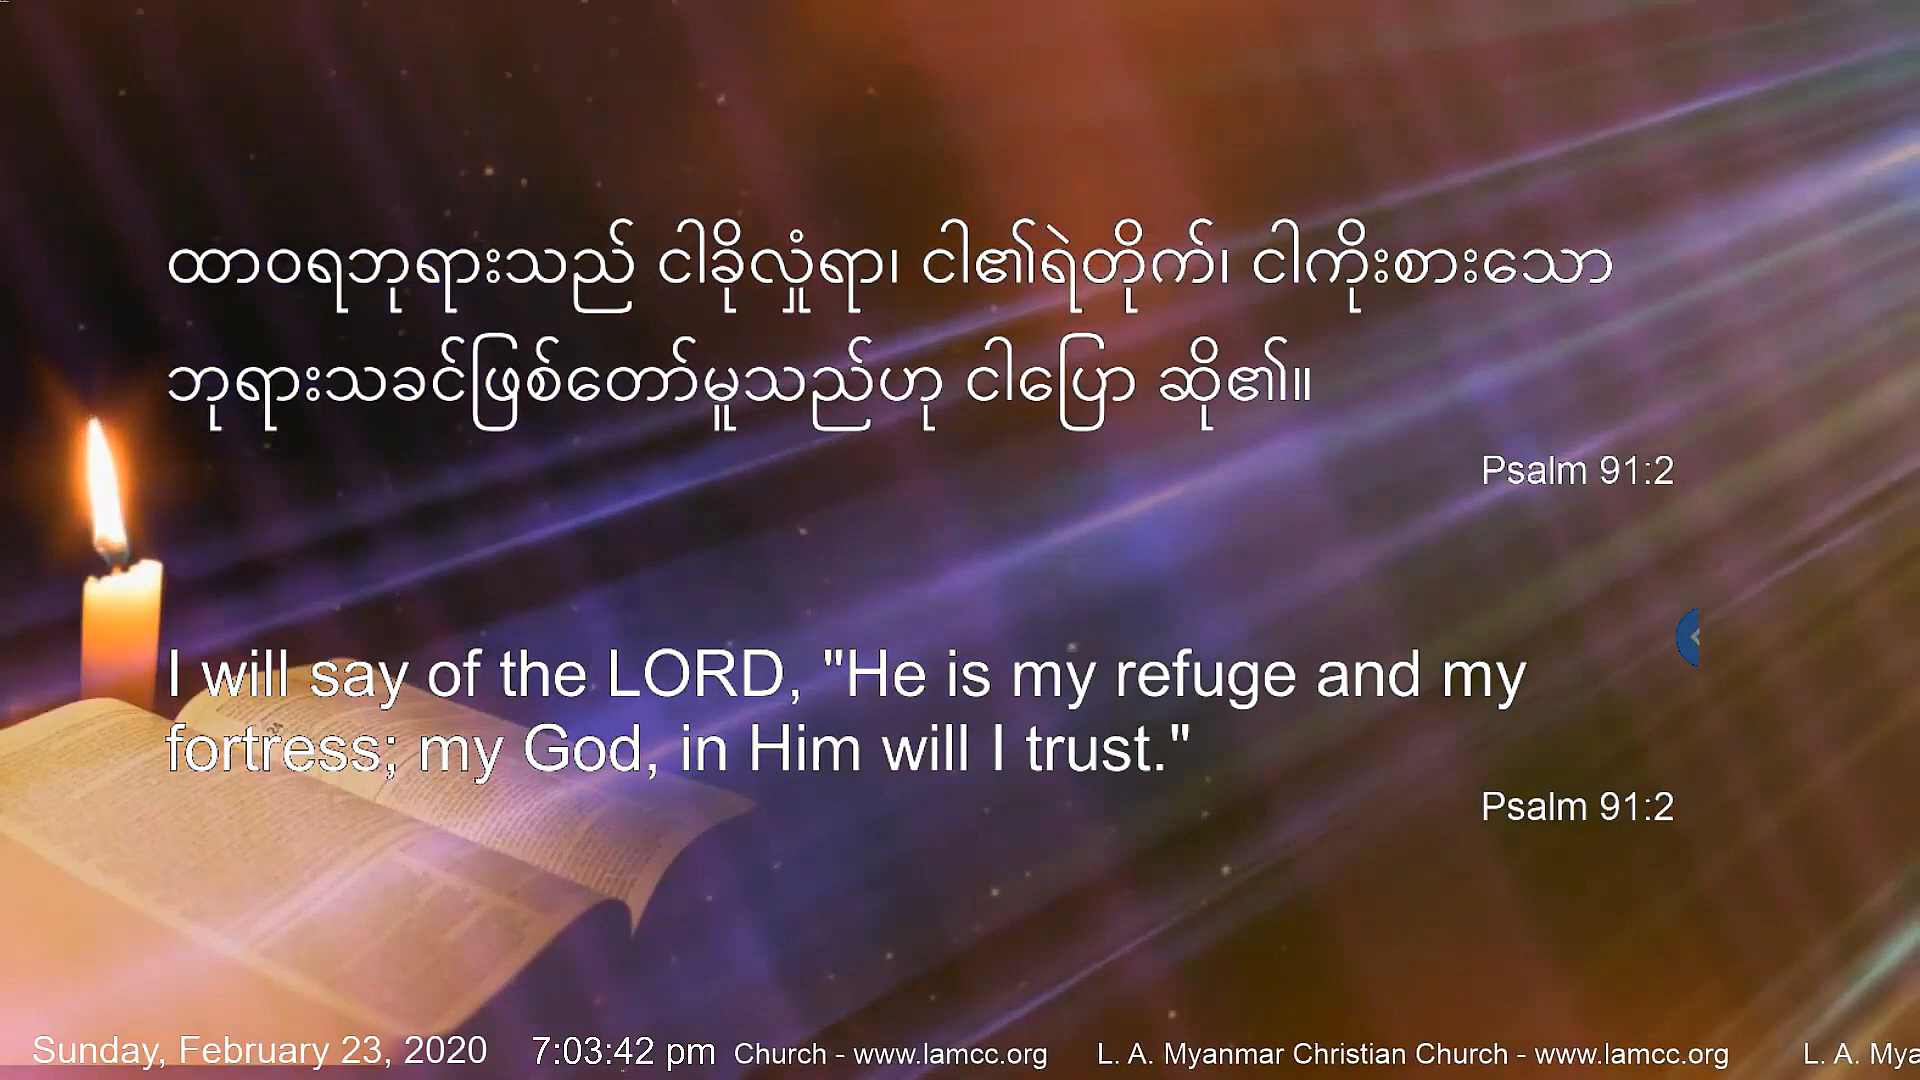 ထာဝရဘုရားသည် ငါခိုလှုံရာ၊ ငါ၏ရဲတိုက်၊ ငါကိုးစားသော
ဘုရားသခင်ဖြစ်တော်မူသည်ဟု ငါပြော ဆို၏။
Psalm 91:2
I will say of the LORD, "He is my refuge and my
fortress; my God, in Him will I trust."
Psalm 91:2
Sunday, February 23, 2020 7:03:42 pm Church - www.lamcc.org L. A. Myanmar Christian Church - www.lamcc.org L. A. Mya